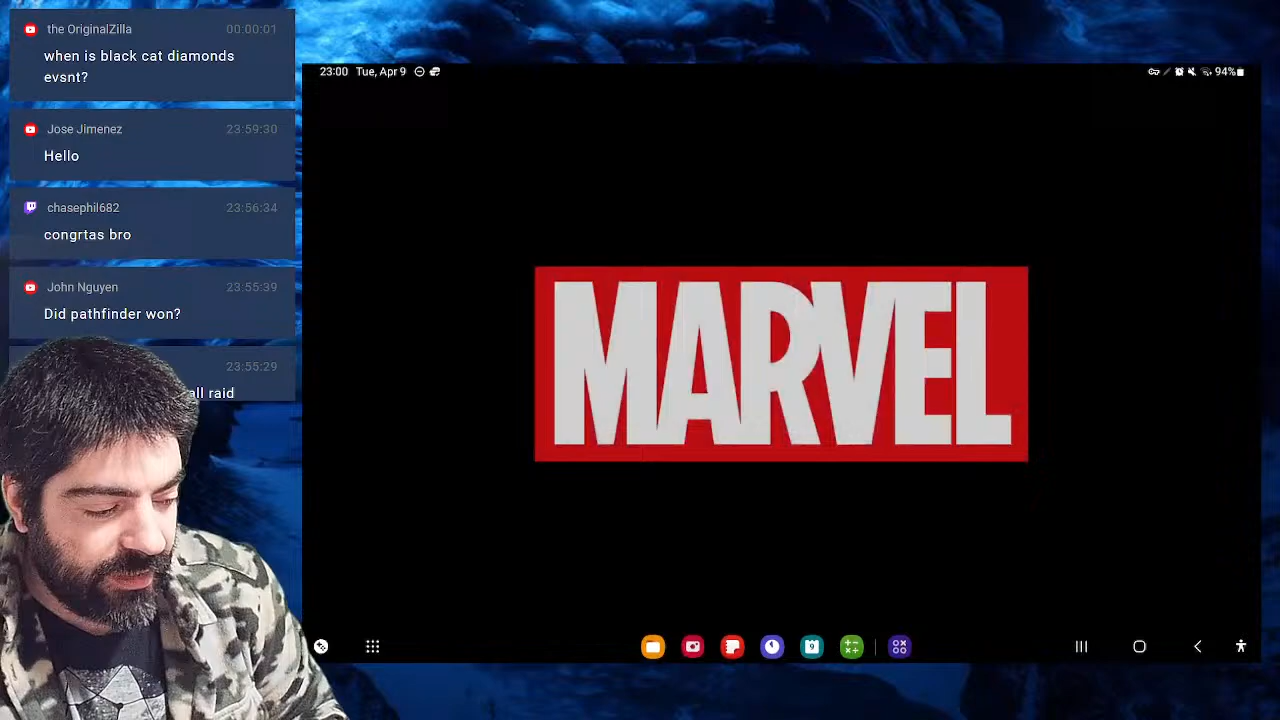 the OriginalZilla 00:00:01
when is black cat diamonds
evsnt?
Jose Jimenez 23:59:30
Hello
chasephil682 23:56:34
congrtas bro
John Nguyen 23:55:39
Did pathfinder won?
23:55:29
all raid
23:00 Tue, Apr 9 94%
MARVEL
9